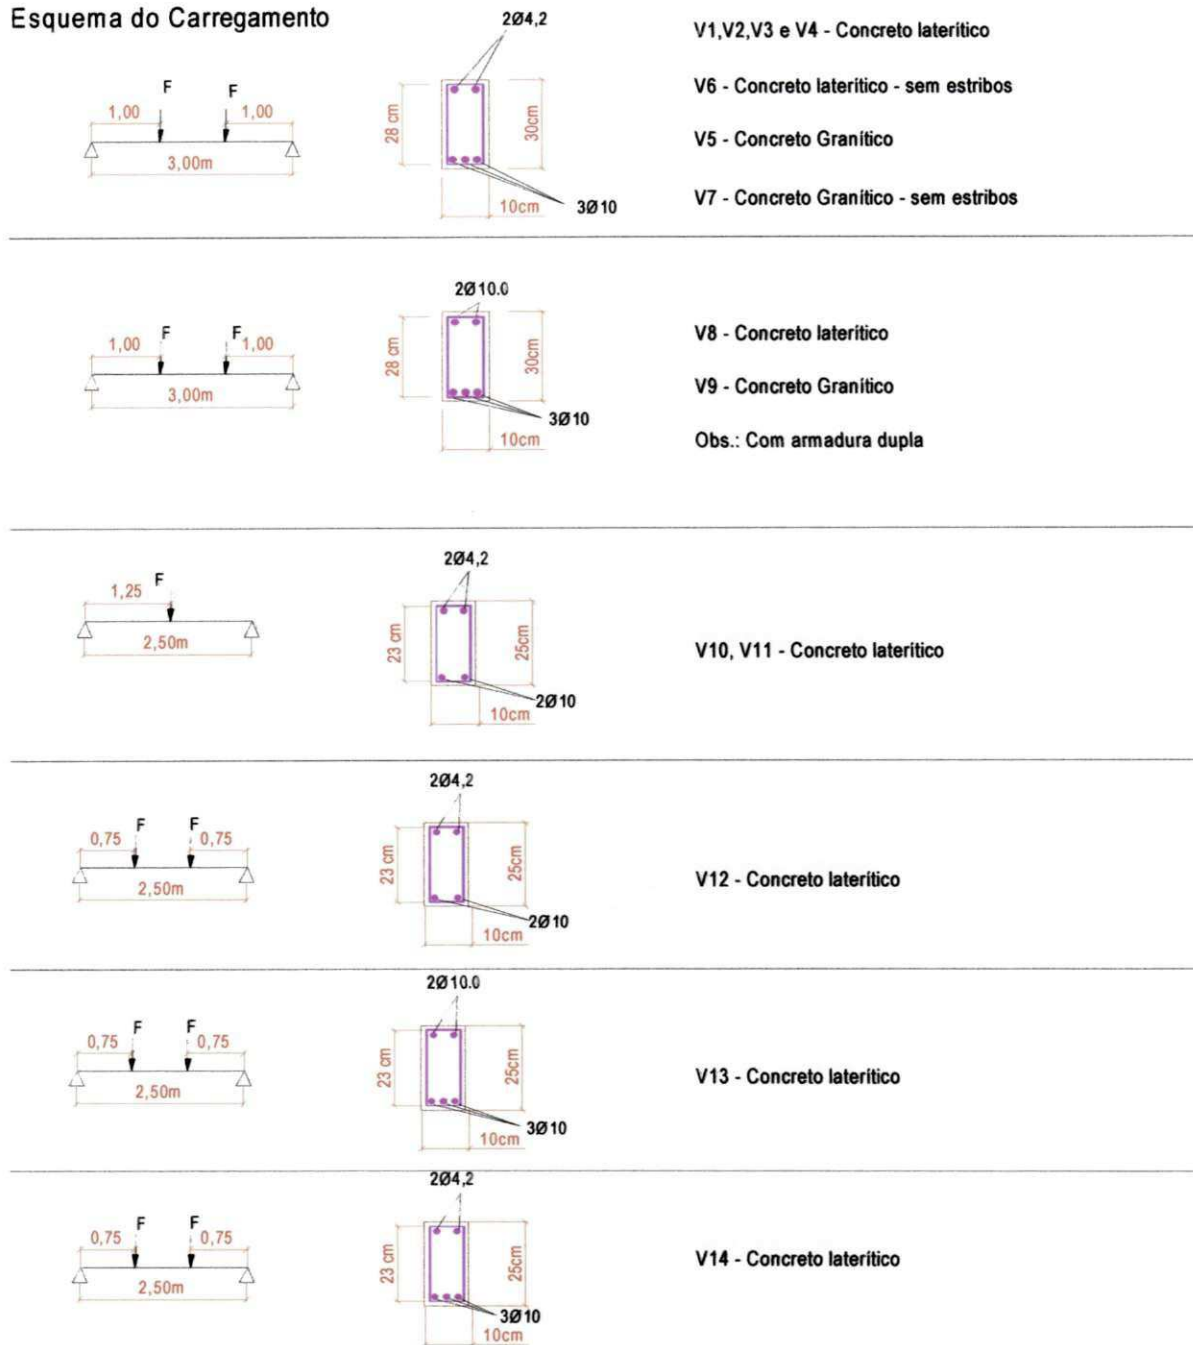 Esquema do Carregamento
2Ø4,2
V1,V2,V3 e V4 - Concreto laterítico
F F
1,00 1,00
3,00m
28 cm
30cm
10cm
3Ø10
V6 - Concreto laterítico - sem estribos
V5 - Concreto Granítico
V7 - Concreto Granítico - sem estribos
2Ø10.0
F F
1,00 1,00
3,00m
28 cm
30cm
3Ø10
10cm
V8 - Concreto laterítico
V9 - Concreto Granítico
Obs.: Com armadura dupla
2Ø4,2
F
1,25
2,50m
23 cm
25cm
2Ø10
10cm
V10, V11 - Concreto laterítico
2Ø4,2
F F
0,75 0,75
2,50m
23 cm
25cm
2Ø10
10cm
V12 - Concreto laterítico
2Ø10.0
F F
0,75 0,75
2,50m
23 cm
25cm
3Ø10
10cm
V13 - Concreto laterítico
2Ø4,2
F F
0,75 0,75
2,50m
23 cm
25cm
3Ø10
10cm
V14 - Concreto laterítico